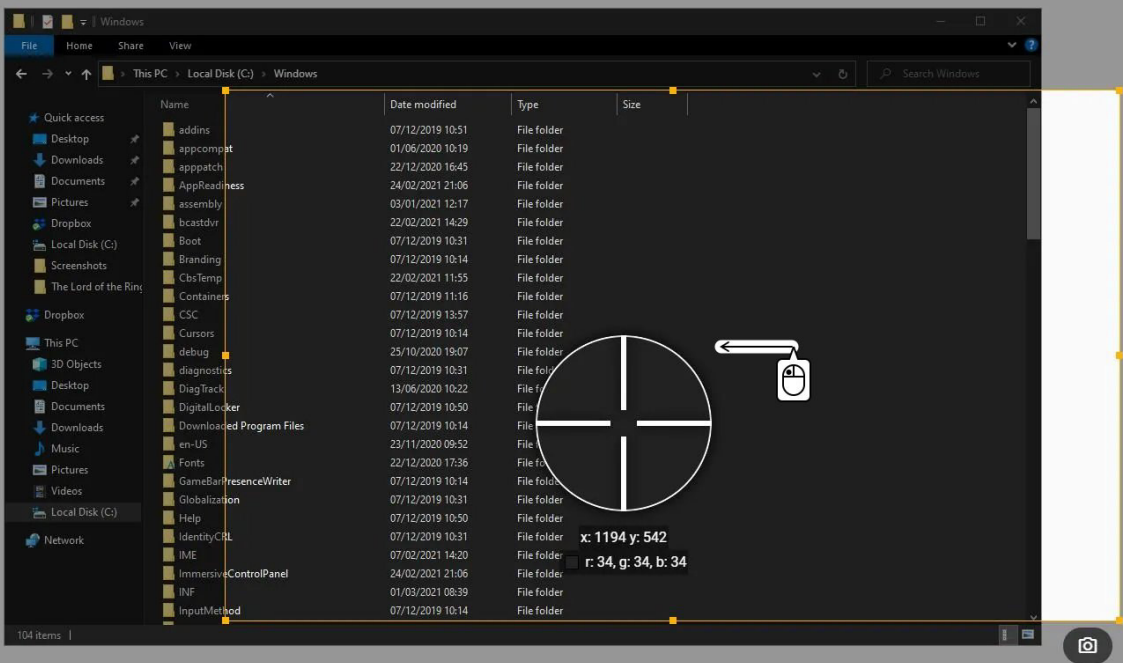 Windows
File Home Share View
This PC Local Disk (C:) Windows
Search Windows
Name Date modified Type Size
Quick access
Desktop
Downloads
Documents
Pictures
Dropbox
Local Disk (C:)
Screenshots
The Lord of the Ring
Dropbox
This PC
3D Objects
Desktop
Documents
Downloads
Music
Pictures
Videos
Local Disk (C:)
Network
addins 07/12/2019 10:51 File folder
appcompat 01/06/2020 10:19 File folder
apppatch 22/12/2020 16:45 File folder
AppReadiness 24/02/2021 21:06 File folder
assembly 03/01/2021 12:17 File folder
bcastdvr 22/02/2021 14:29 File folder
Boot 07/12/2019 10:31 File folder
Branding 07/12/2019 10:14 File folder
CbsTemp 22/02/2021 11:55 File folder
Containers 07/12/2019 11:16 File folder
CSC 07/12/2019 13:57 File folder
Cursors 07/12/2019 10:14 File folder
debug 25/10/2020 19:07 File folder
diagnostics 07/12/2019 10:31 File fold
DiagTrack 13/06/2020 10:22 File f
DigitalLocker 07/12/2019 10:50 File
Downloaded Program Files 07/12/2019 10:14 File
en-US 23/11/2020 09:52 File
Fonts 22/12/2020 17:36 File fo
GameBarPresenceWriter 07/12/2019 10:14 File fold
Globalization 07/12/2019 10:31 File folder
Help 07/12/2019 10:50 File folder
IdentityCRL 07/12/2019 10:31 File folder
IME 07/02/2021 14:20 File folder
ImmersiveControlPanel 24/02/2021 21:06 File folder
INF 01/03/2021 08:39 File folder
InputMethod 07/12/2019 10:14 File folder
x: 1194 y: 542
r: 34, g: 34, b: 34
104 items